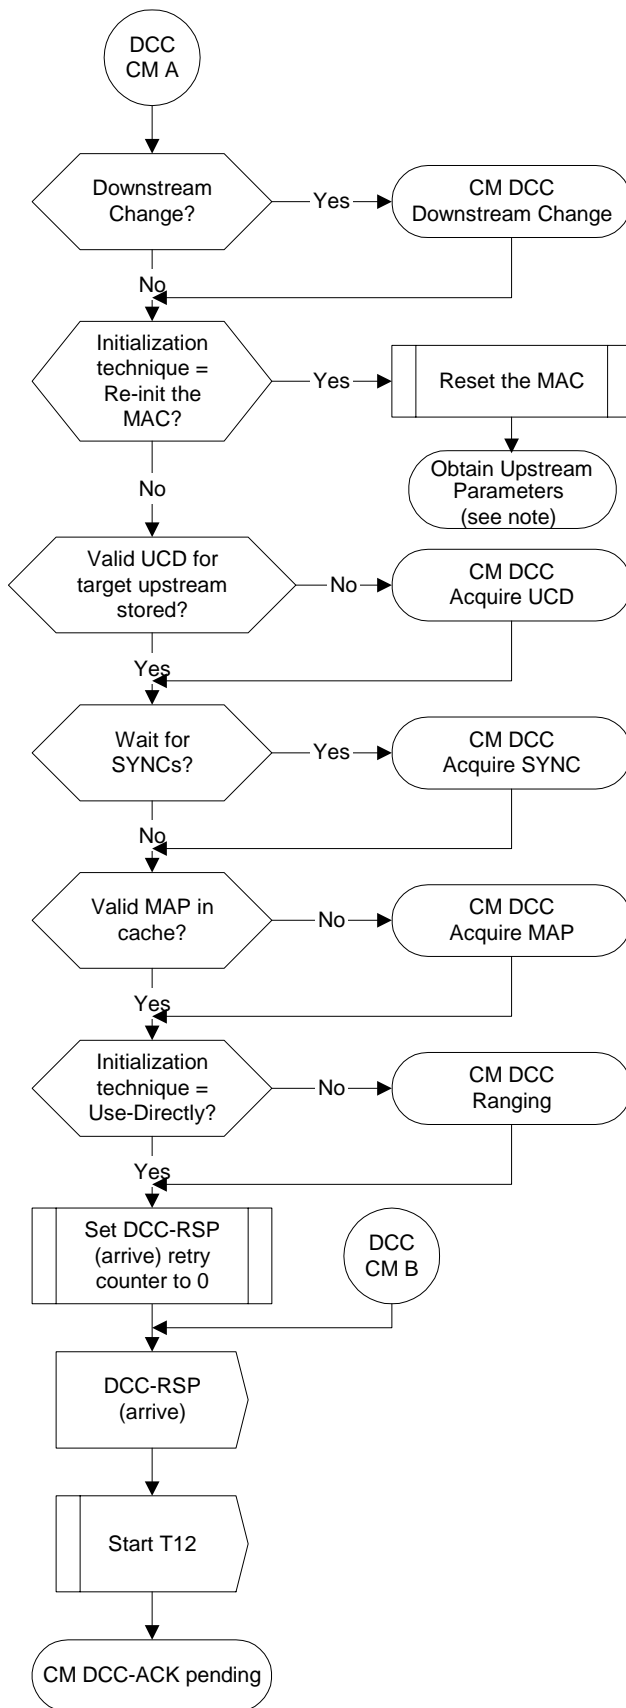 DCC
CM A
Downstream
Change?
Yes
CM DCC
Downstream Change
No
Initialization
technique =
Re-init the
MAC?
Yes
Reset the MAC
No
Obtain Upstream
Parameters
(see note)
Valid UCD for
target upstream
stored?
No
CM DCC
Acquire UCD
Yes
Wait for
SYNCs?
Yes
CM DCC
Acquire SYNC
No
Valid MAP in
cache?
No
CM DCC
Acquire MAP
Yes
Initialization
technique =
Use-Directly?
No
CM DCC
Ranging
Yes
Set DCC-RSP
(arrive) retry
counter to 0
DCC
CM B
DCC-RSP
(arrive)
Start T12
CM DCC-ACK pending